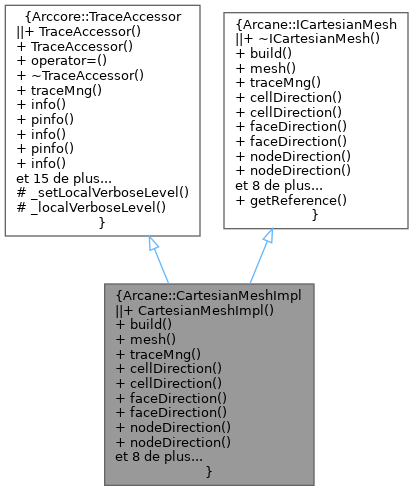 {Arccore::TraceAccessor
||+ TraceAccessor()
+ TraceAccessor()
+ operator=()
+ ~TraceAccessor()
+ traceMng()
+ info()
+ pinfo()
+ info()
+ pinfo()
+ info()
et 15 de plus...
# _setLocalVerboseLevel()
# _localVerboseLevel()
}
{Arcane::ICartesianMesh
||+ ~ICartesianMesh()
+ build()
+ mesh()
+ traceMng()
+ cellDirection()
+ cellDirection()
+ faceDirection()
+ faceDirection()
+ nodeDirection()
+ nodeDirection()
et 8 de plus...
+ getReference()
}
{Arcane::CartesianMeshImpl
||+ CartesianMeshImpl()
+ build()
+ mesh()
+ traceMng()
+ cellDirection()
+ cellDirection()
+ faceDirection()
+ faceDirection()
+ nodeDirection()
+ nodeDirection()
et 8 de plus...
}